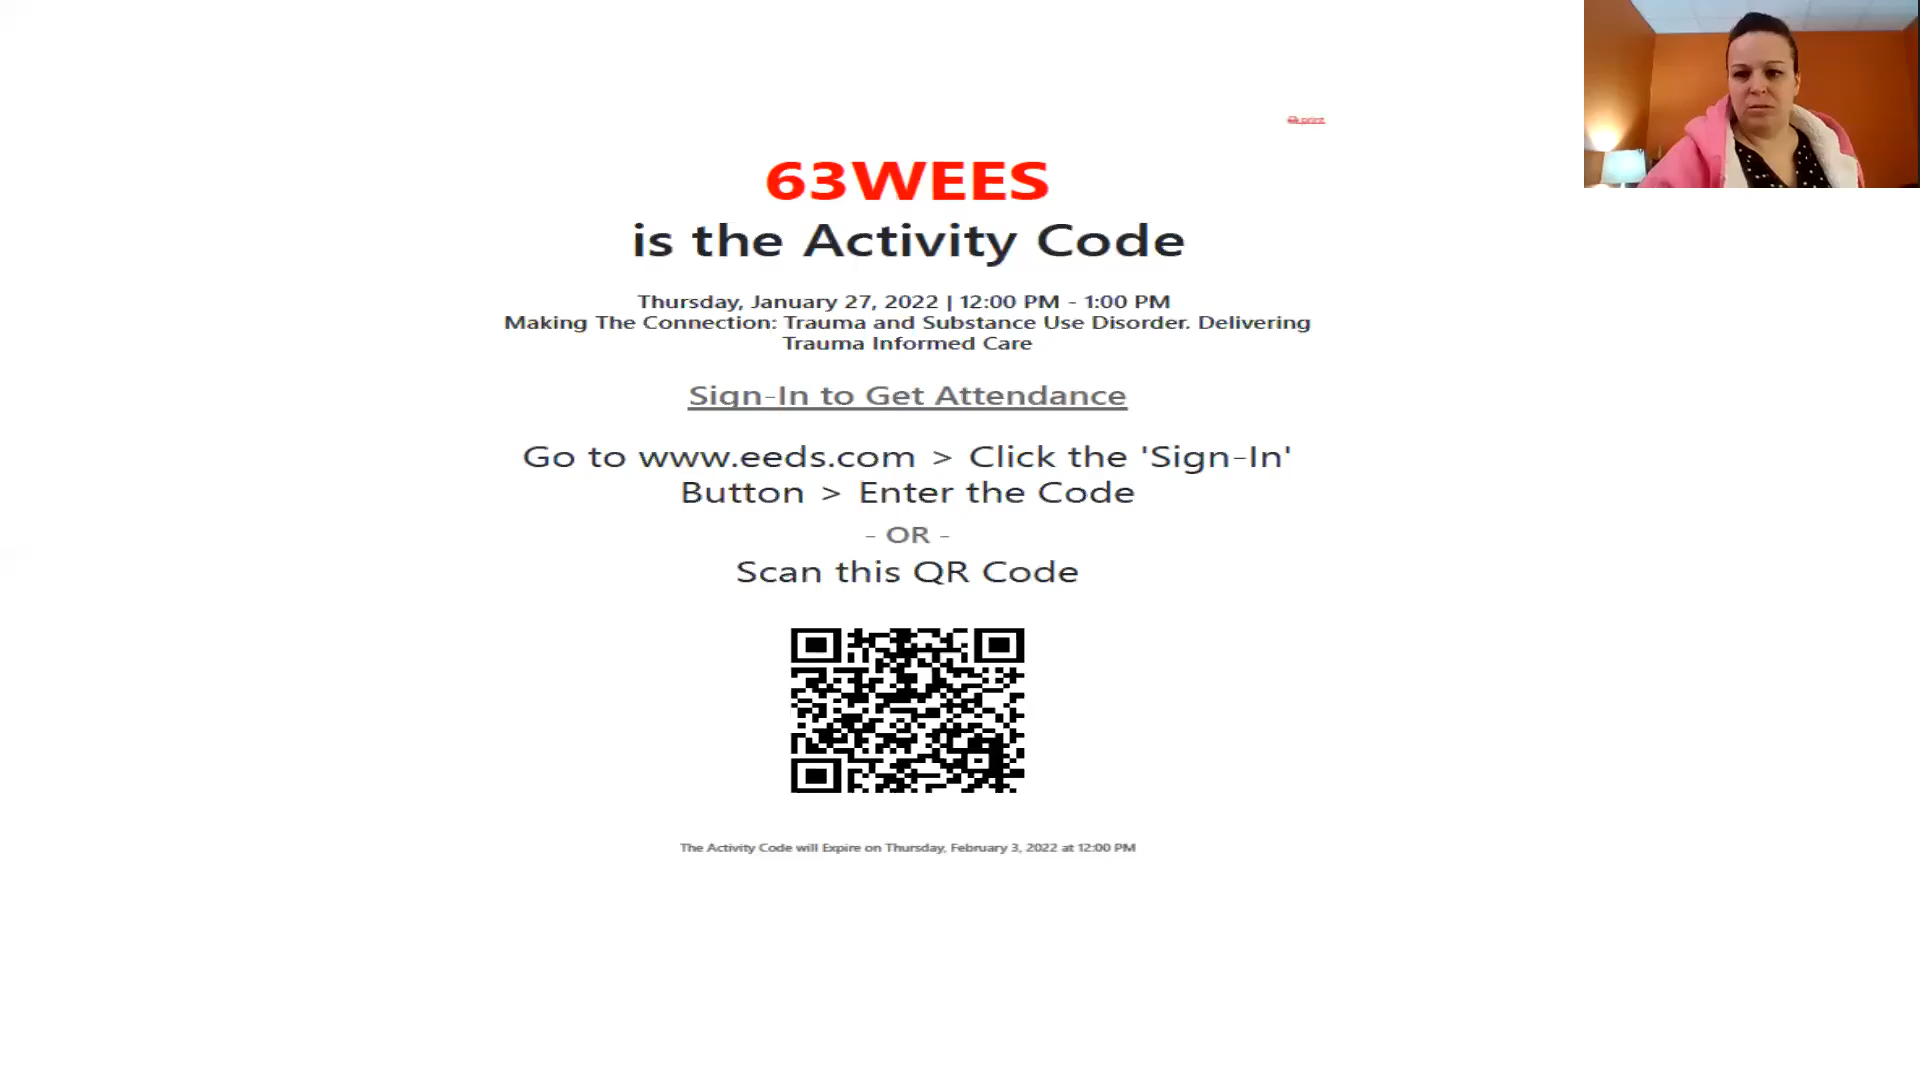 print
63WEES
is the Activity Code
Thursday, January 27, 2022 | 12:00 PM - 1:00 PM
Making The Connection: Trauma and Substance Use Disorder. Delivering
Trauma Informed Care
Sign-In to Get Attendance
Go to www.eeds.com > Click the 'Sign-In'
Button > Enter the Code
- OR -
Scan this QR Code
The Activity Code will Expire on Thursday, February 3, 2022 at 12:00 PM